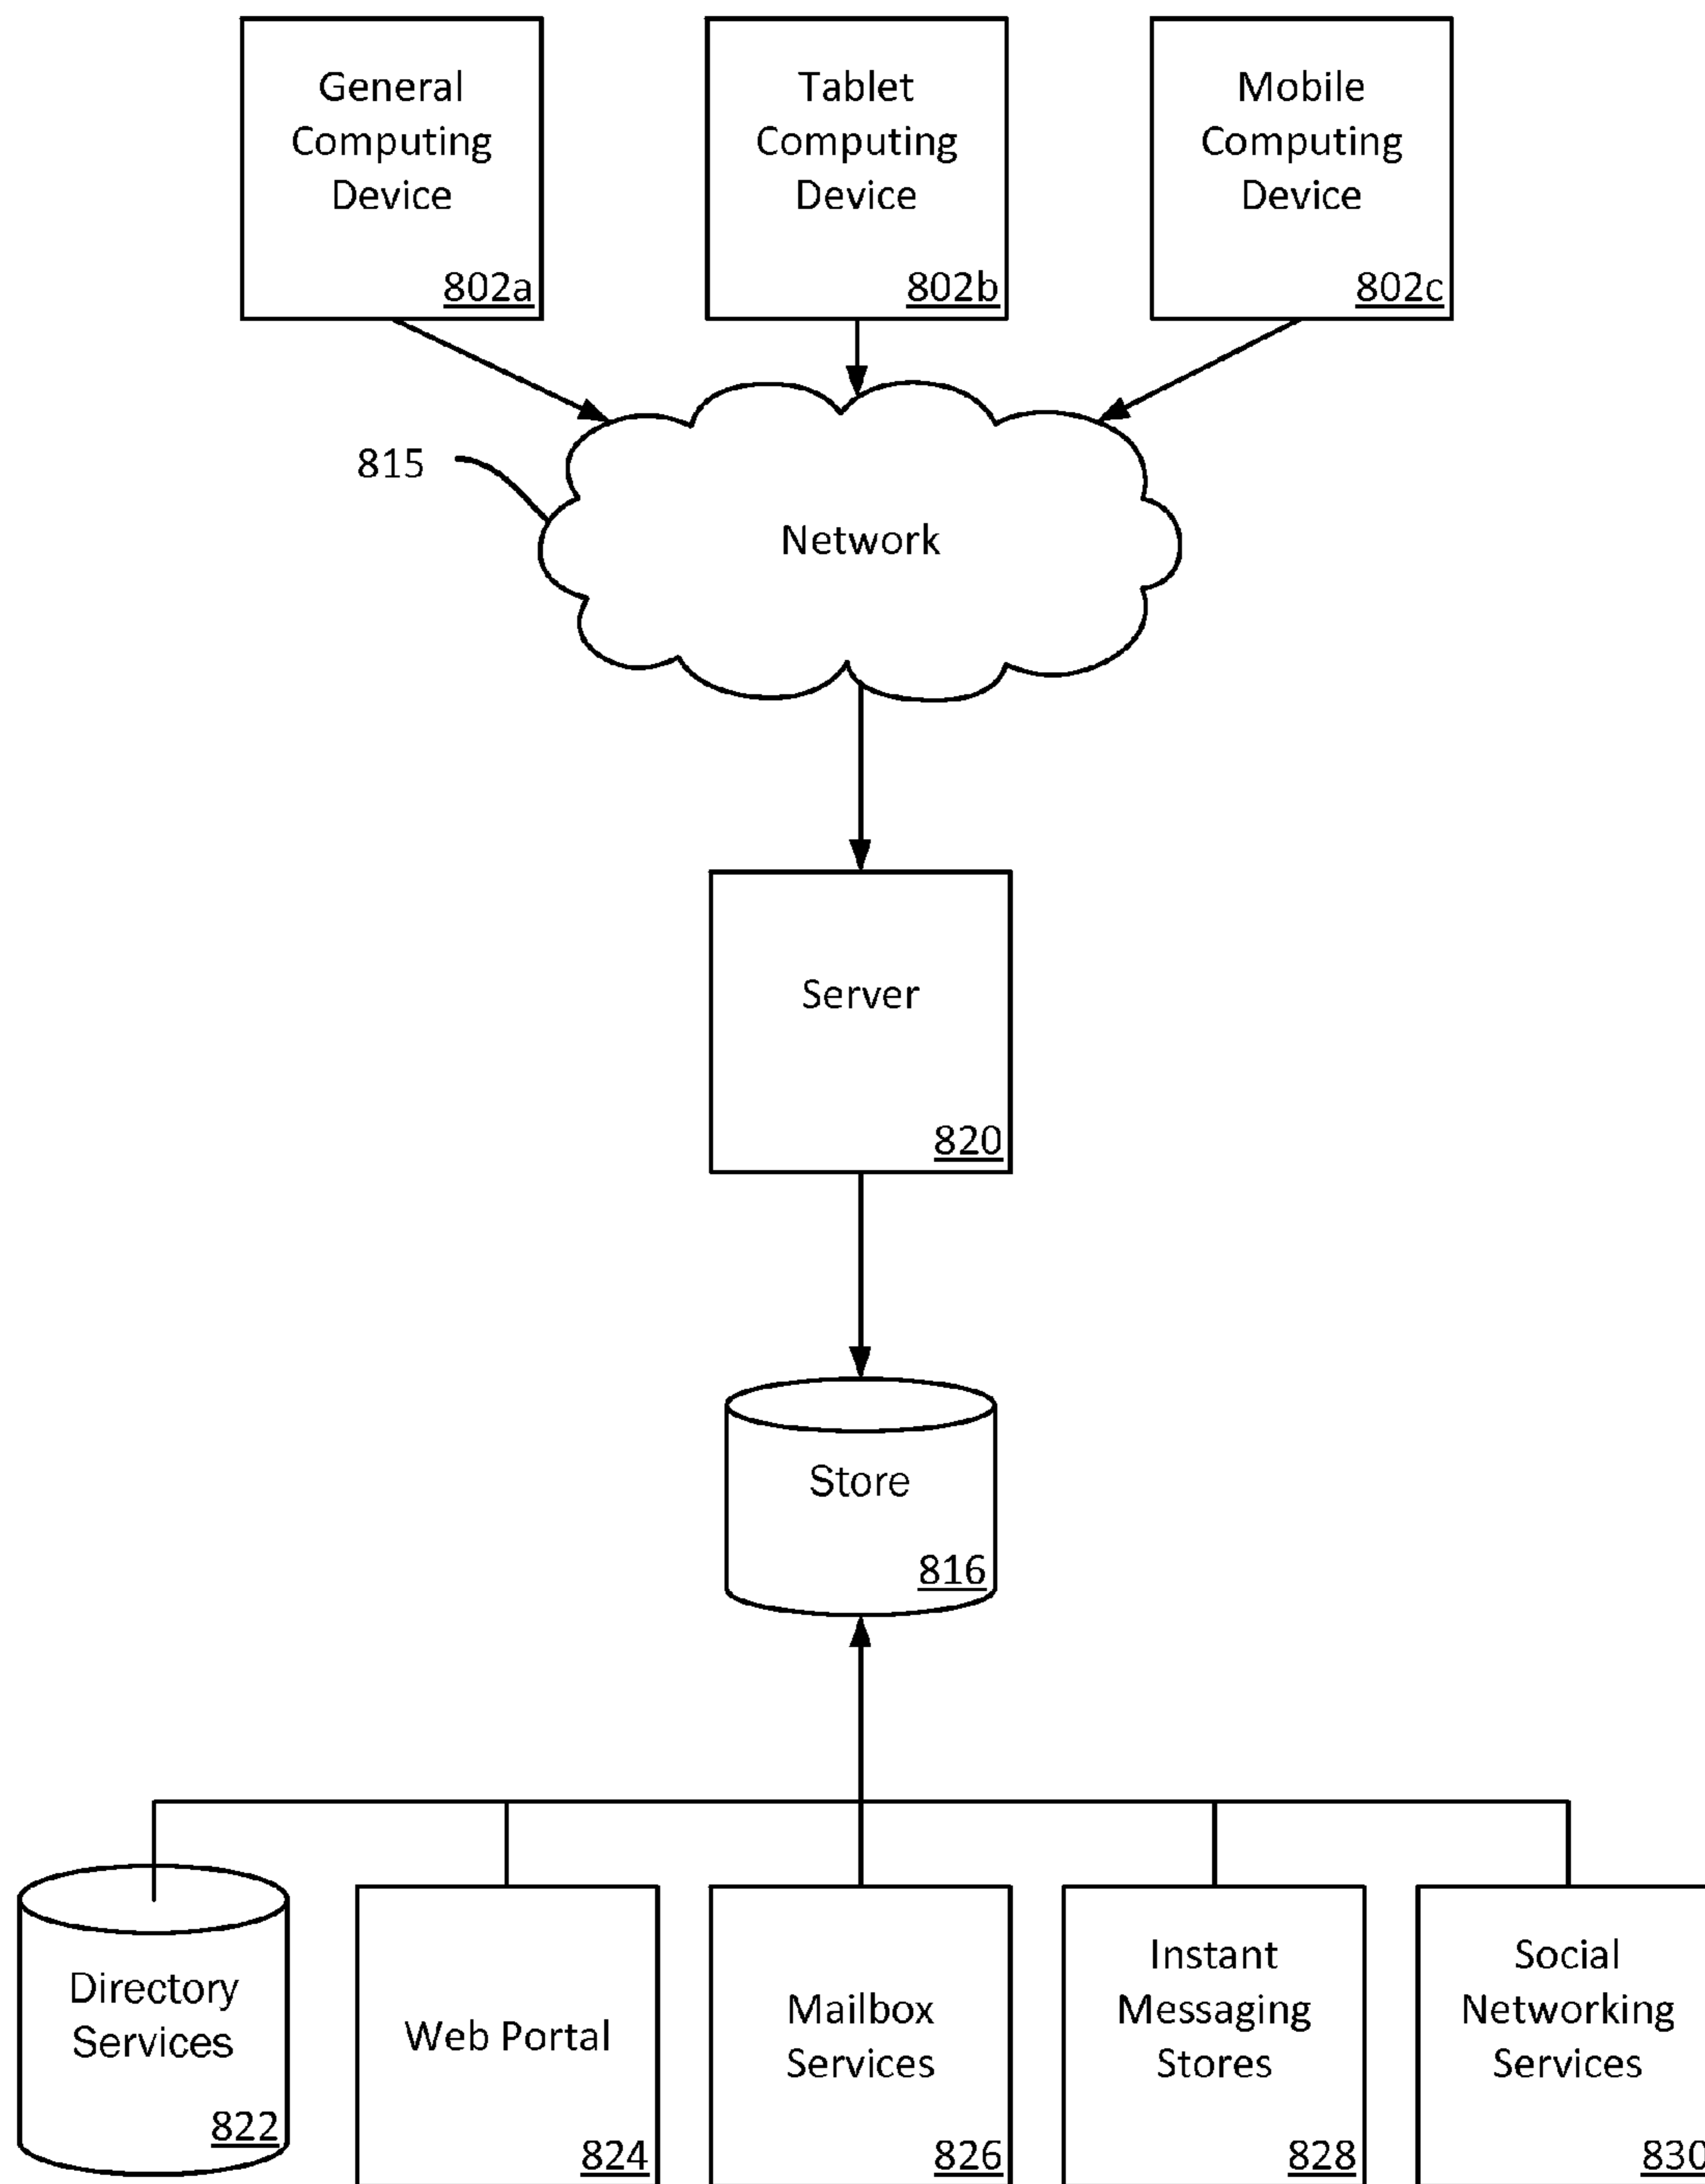 General
Computing
Device
802a
Tablet
Computing
Device
802b
Mobile
Computing
Device
802c
815
Network
Server
820
Store
816
Directory
Services
822
Web Portal
824
Mailbox
Services
826
Instant
Messaging
Stores
828
Social
Networking
Services
830